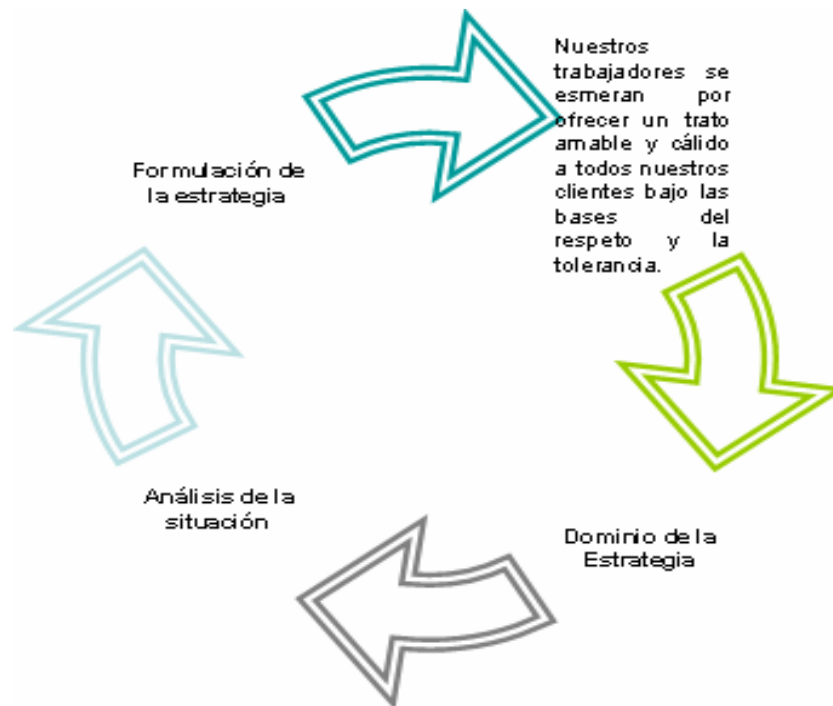 Nuestros
trabajadores se
esmeran por
ofrecer un trato
amable y cálido
a todos nuestros
clientes bajo las
bases del
respeto y la
tolerancia.
Formulación de
la estrategia
Análisis de la
situación
Dominio de la
Estrategia